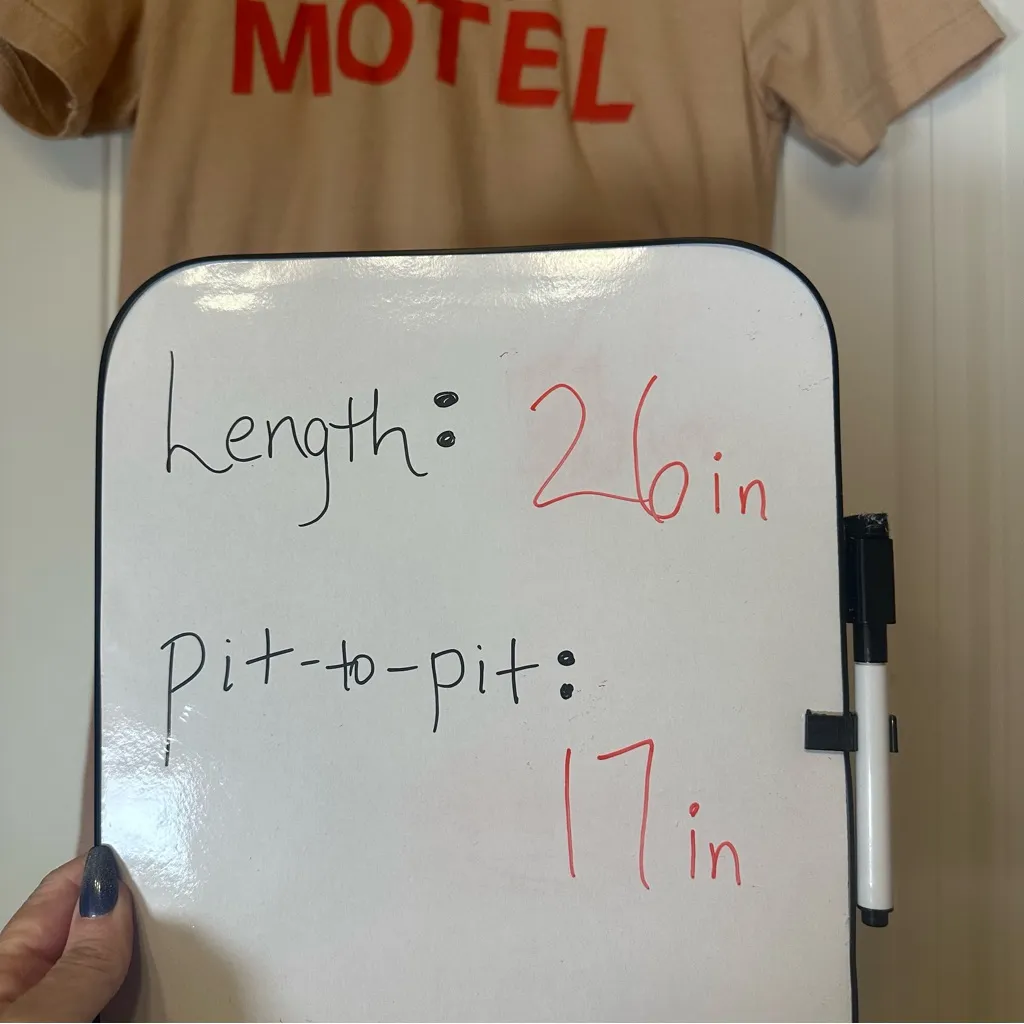 MOTEL
Length: 26in
pit-to-pit:
17in